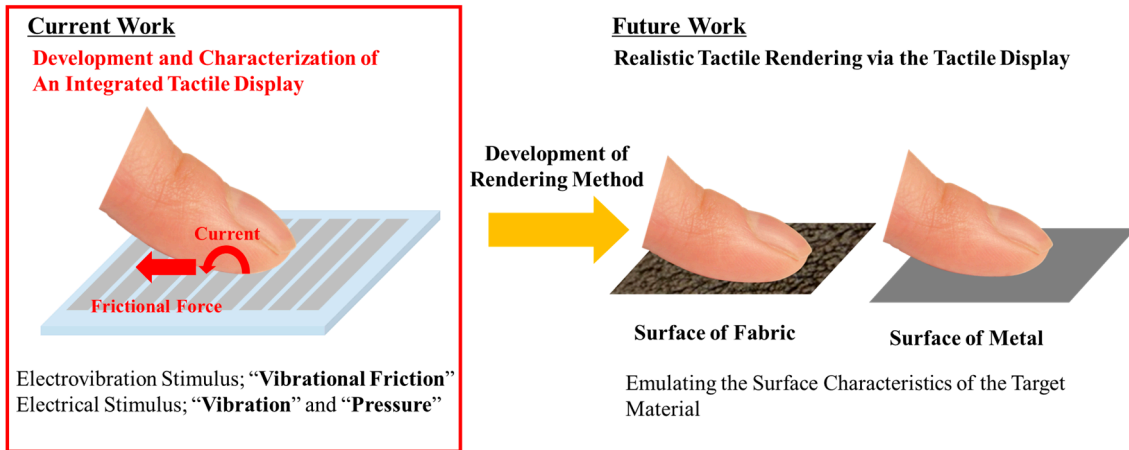 Current Work
Development and Characterization of
An Integrated Tactile Display
Current
Frictional Force
Electrovibration Stimulus; “Vibrational Friction”
Electrical Stimulus; “Vibration” and “Pressure”
Development of
Rendering Method
Future Work
Realistic Tactile Rendering via the Tactile Display
Surface of Fabric
Surface of Metal
Emulating the Surface Characteristics of the Target
Material